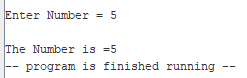 Enter Number = 5
The Number is =5
-- program is finished running --